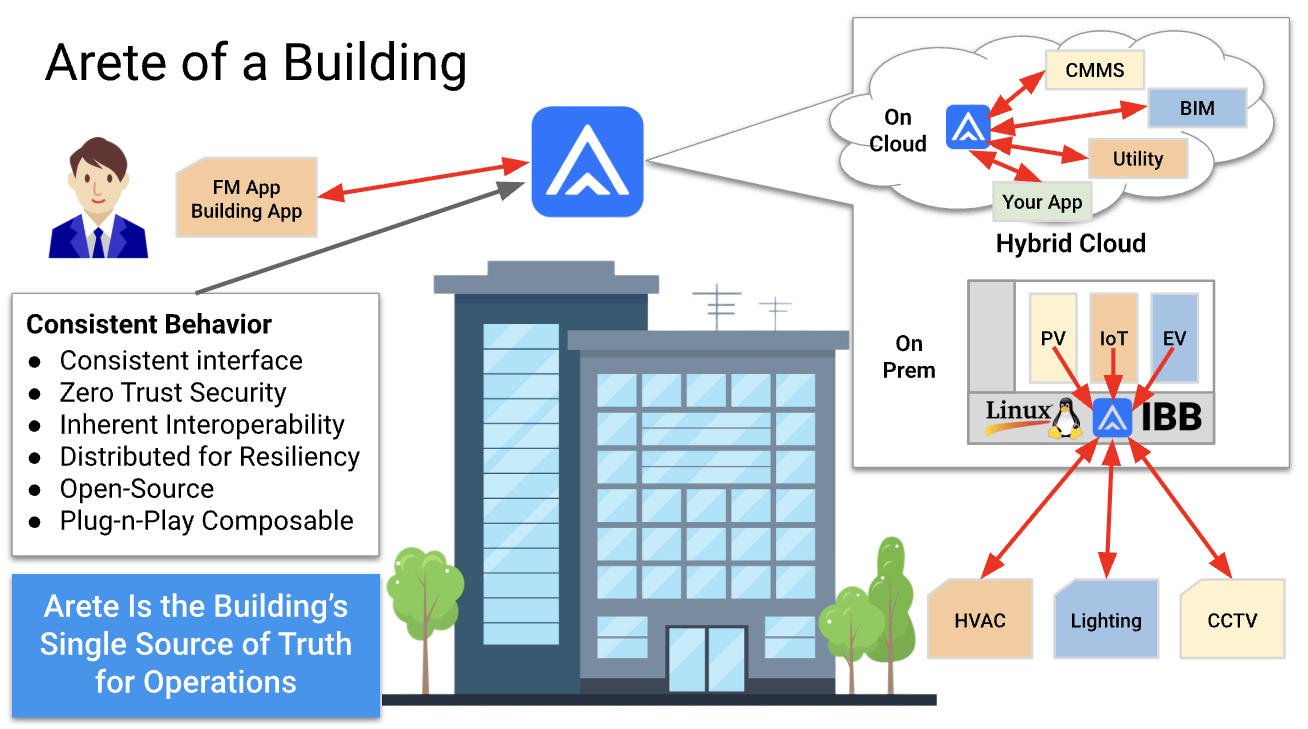 Arete of a Building
FM App
Building App
Consistent Behavior
● Consistent interface
● Zero Trust Security
● Inherent Interoperability
● Distributed for Resiliency
● Open-Source
● Plug-n-Play Composable
Arete Is the Building's
Single Source of Truth
for Operations
On
Cloud
CMMS
BIM
Utility
Your App
Hybrid Cloud
On
Prem
PV
IoT
EV
Linux
IBB
HVAC
Lighting
CCTV